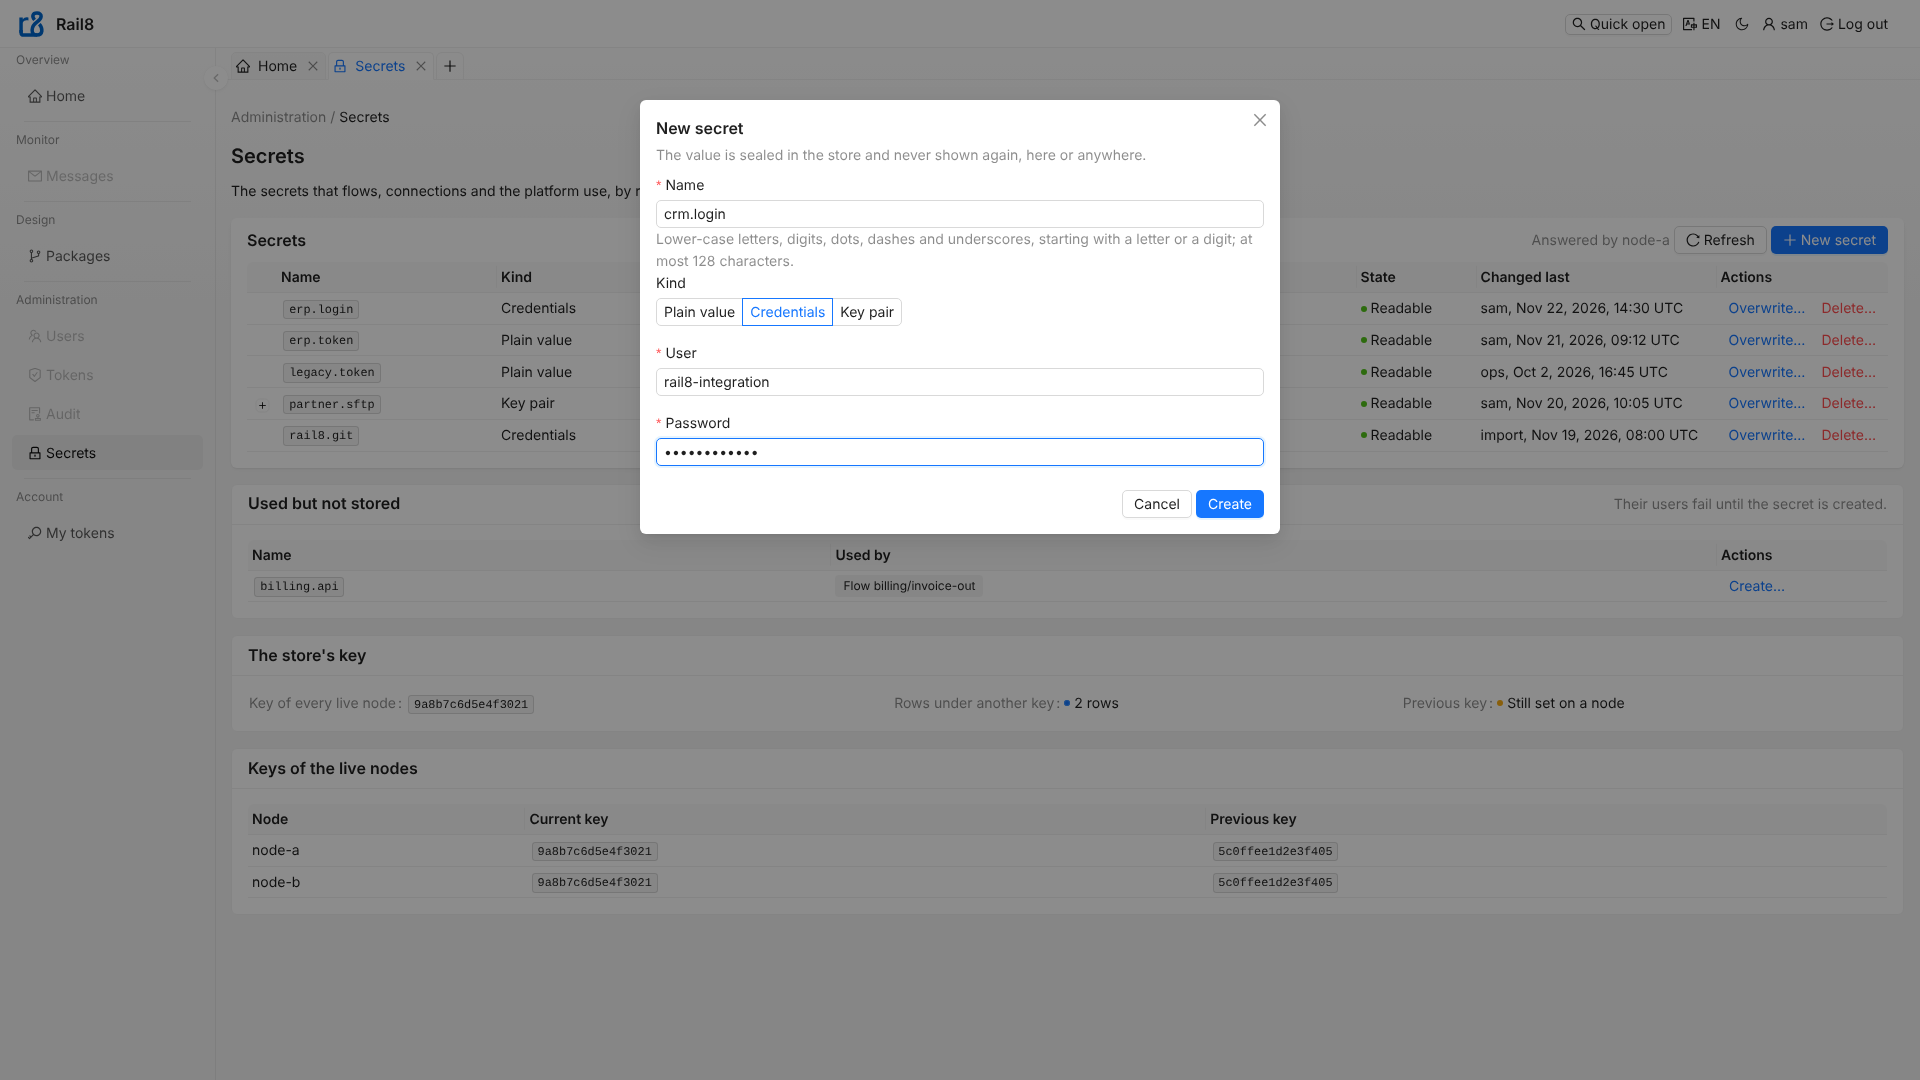 Rail8
Quick open
EN
sam
Log out
Overview
Home
Monitor
Messages
Design
Packages
Administration
Users
Tokens
Audit
Secrets
Account
My tokens
Home
Secrets
Administration / Secrets
Secrets
The secrets that flows, connections and the platform use, by
Secrets
Answered by node-a
Refresh
New secret
Name Kind State Changed last Actions
erp.login Credentials Readable sam, Nov 22, 2026, 14:30 UTC Overwrite... Delete...
erp.token Plain value Readable sam, Nov 21, 2026, 09:12 UTC Overwrite... Delete...
legacy.token Plain value Readable ops, Oct 2, 2026, 16:45 UTC Overwrite... Delete...
partner.sftp Key pair Readable sam, Nov 20, 2026, 10:05 UTC Overwrite... Delete...
rail8.git Credentials Readable import, Nov 19, 2026, 08:00 UTC Overwrite... Delete...
New secret
The value is sealed in the store and never shown again, here or anywhere.
* Name
crm.login
Lower-case letters, digits, dots, dashes and underscores, starting with a letter or a digit; at
most 128 characters.
Kind
Plain value Credentials Key pair
* User
rail8-integration
* Password
••••••••••••
Cancel Create
Used but not stored
Their users fail until the secret is created.
Name Used by Actions
billing.api Flow billing/invoice-out Create...
The store's key
Key of every live node: 9a8b7c6d5e4f3021 Rows under another key: 2 rows Previous key: Still set on a node
Keys of the live nodes
Node Current key Previous key
node-a 9a8b7c6d5e4f3021 5c0ffee1d2e3f405
node-b 9a8b7c6d5e4f3021 5c0ffee1d2e3f405